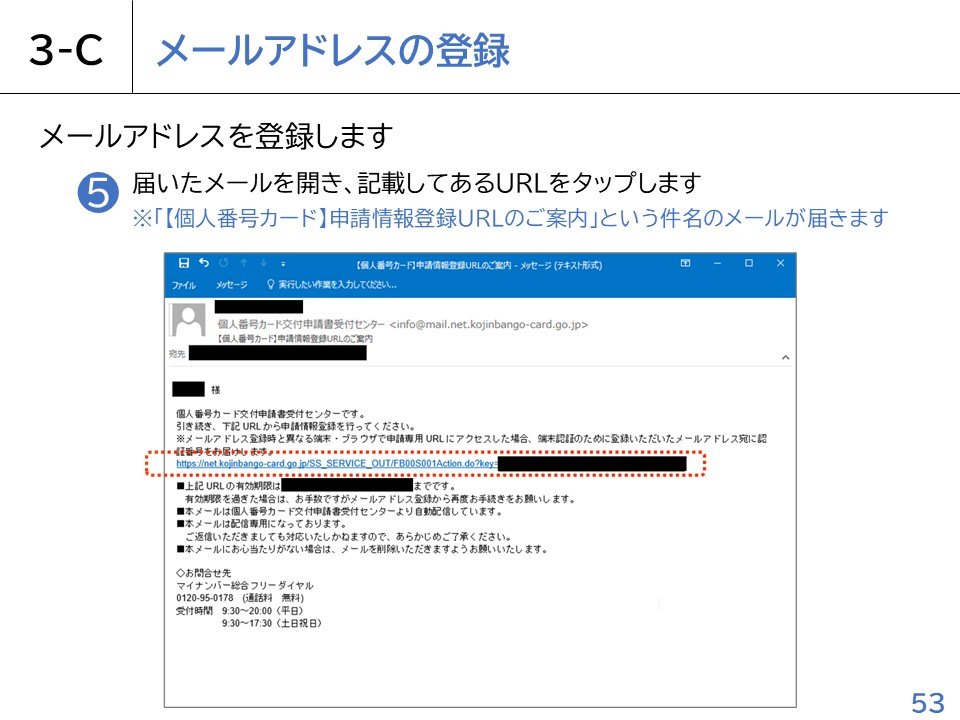 3-C
メールアドレスの登録
メールアドレスを登録します
5
届いたメールを開き、記載してあるURLをタップします
※「【個人番号カード】申請情報登録URLのご案内」という件名のメールが届きます
【個人番号カード】申請情報登録URLのご案内 - メッセージ (テキスト形式)
ファイル メッセージ 実行したい作業を入力してください...
個人番号カード交付申請書受付センター <info@mail.net.kojinbango-card.go.jp>
【個人番号カード】申請情報登録URLのご案内
宛先
様
個人番号カード交付申請書受付センターです。
引き続き、下記 URL から申請情報登録を行ってください。
※メールアドレス登録時と異なる端末・ブラウザで申請専用 URL にアクセスした場合、端末認証のために登録いただいたメールアドレス宛に認
証番号をお届けします。
https://net.kojinbango-card.go.jp/SS_SERVICE_OUT/FB00S001Action.do?key=
■上記 URL の有効期限は までです。
有効期限を過ぎた場合は、お手数ですがメールアドレス登録から再度お手続きをお願いします。
■本メールは個人番号カード交付申請書受付センターより自動配信しています。
■本メールは配信専用になっております。
ご返信いただきましても対応いたしかねますので、あらかじめご了承ください。
■本メールにお心当たりがない場合は、メールを削除いただきますようお願いいたします。
◇お問合せ先
マイナンバー総合フリーダイヤル
0120-95-0178 (通話料 無料)
受付時間 9:30～20:00（平日）
9:30～17:30（土日祝日）
53